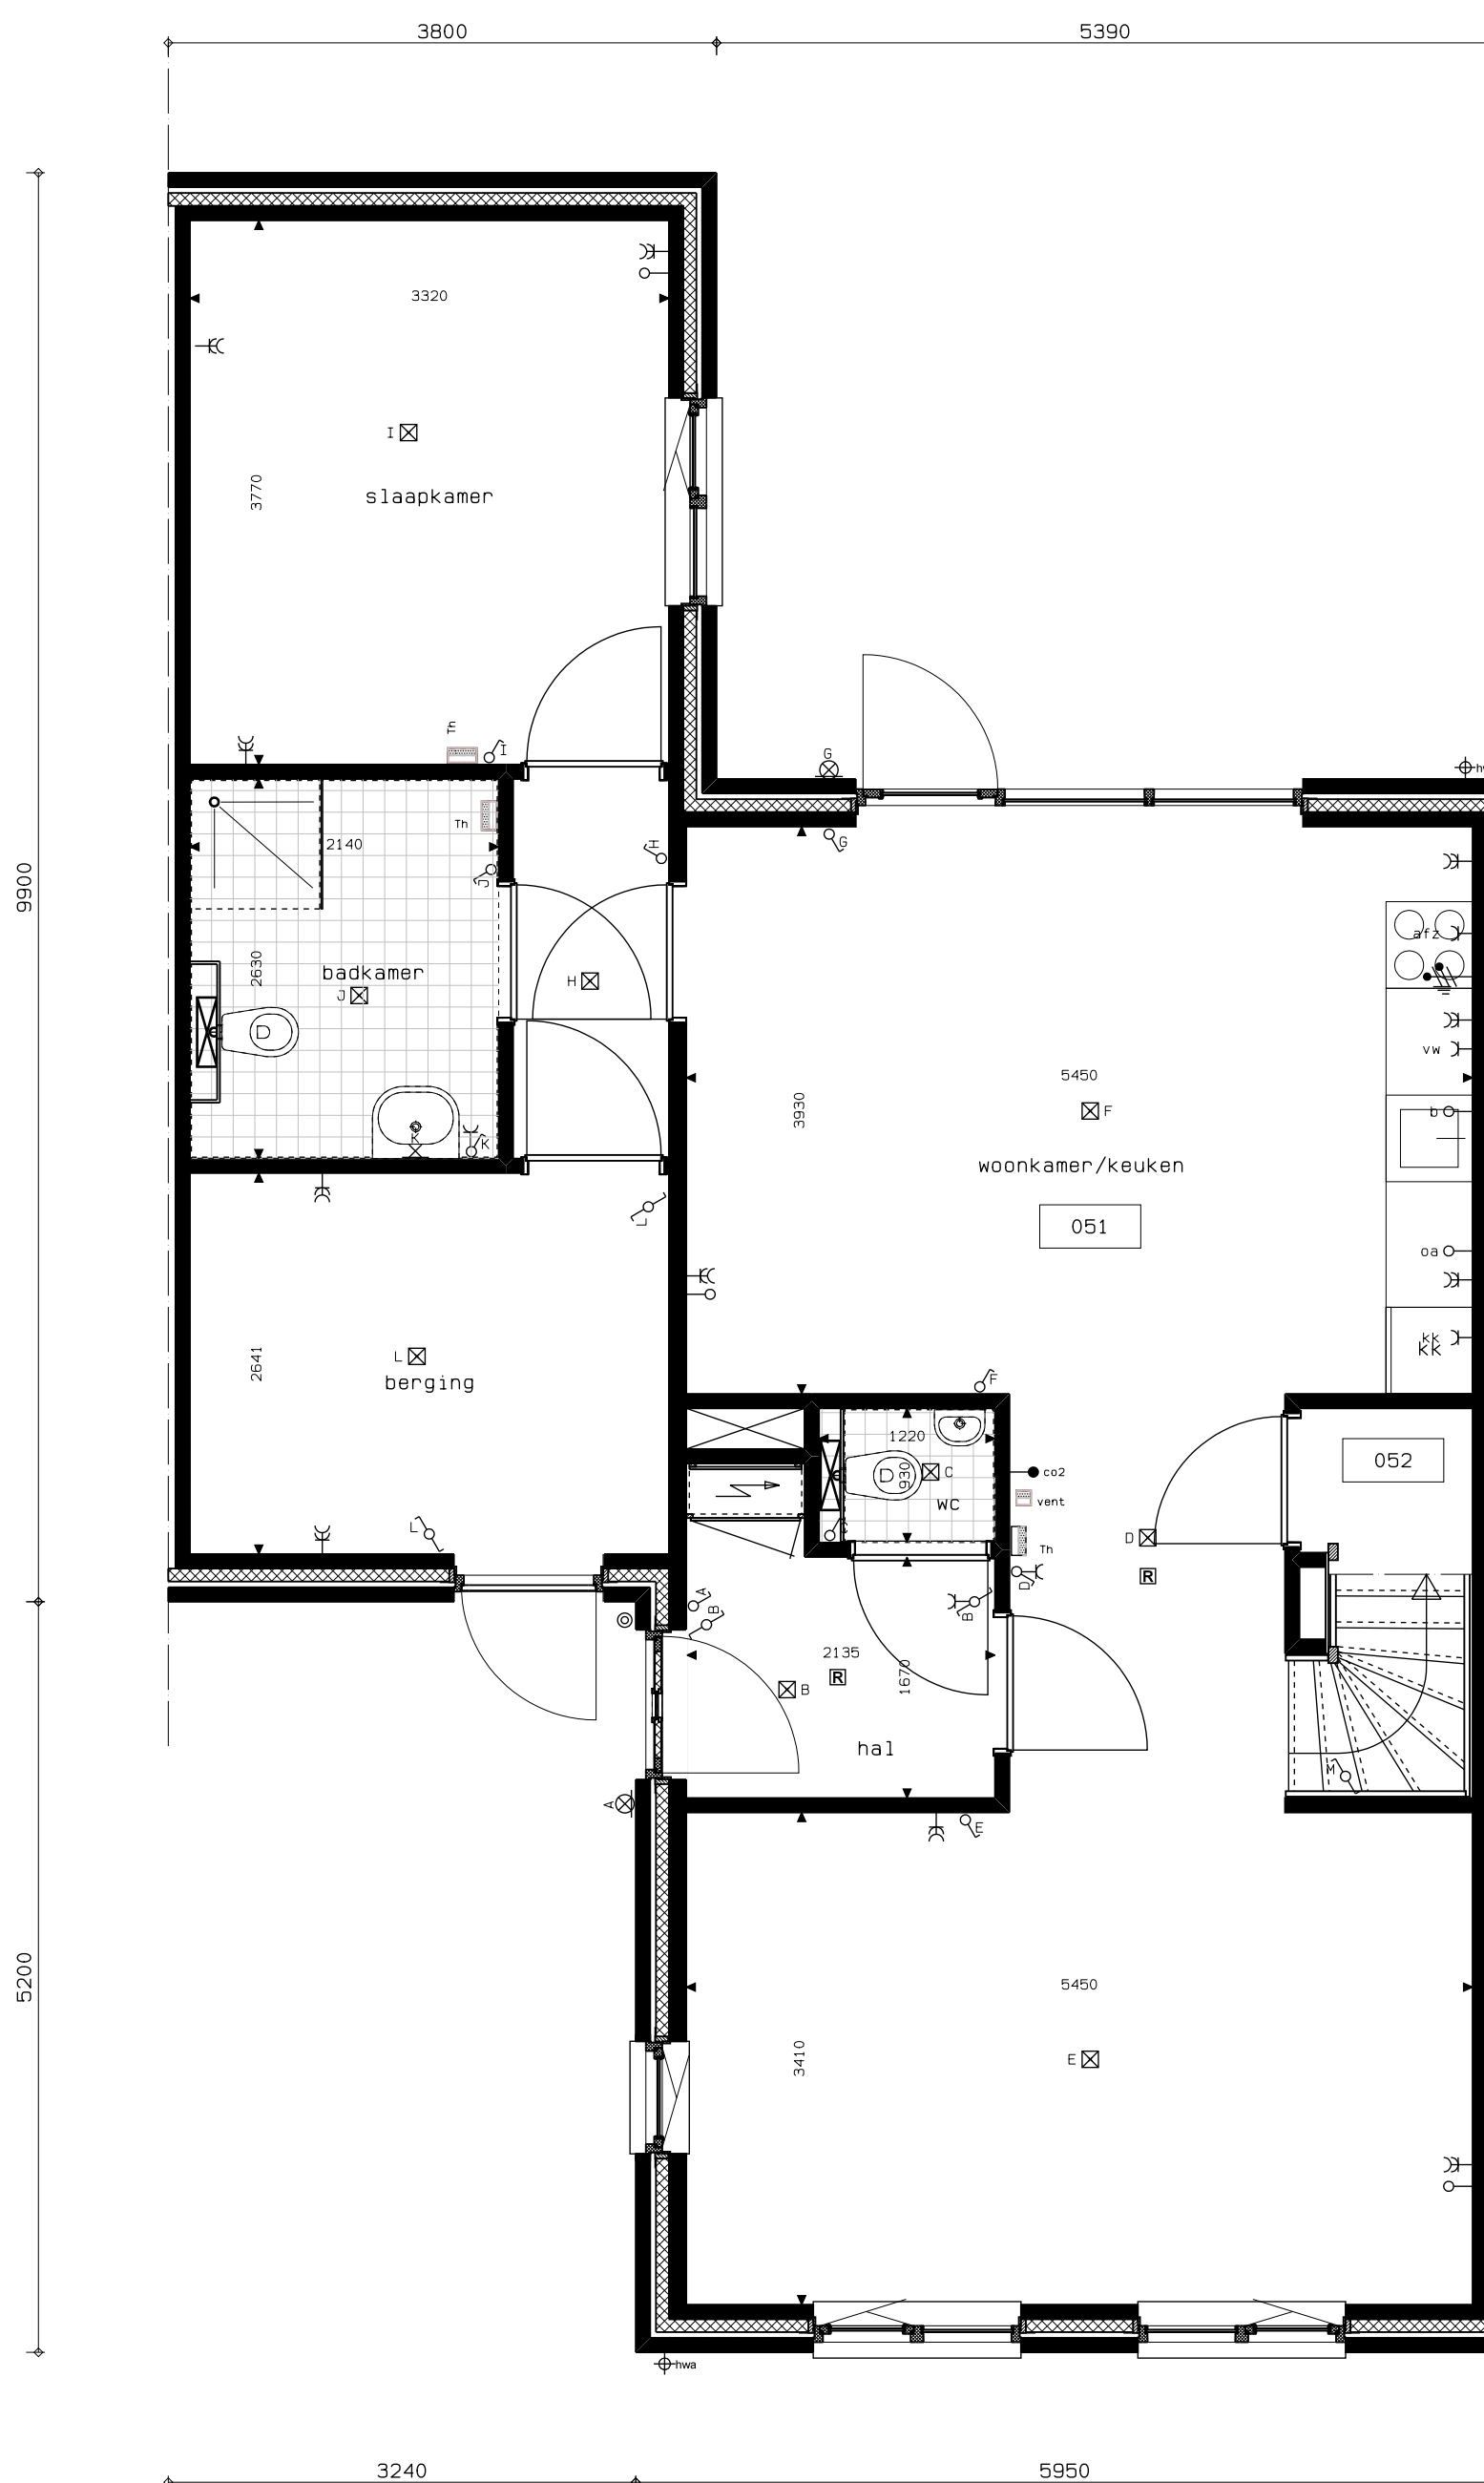 3800
5390
3320
I
3770
slaapkamer
Th
I
G
Th
2140
H
G
J
9900
afz
badkamer
2630
J
H
vw
5450
3930
F
b
K
K
woonkamer/keuken
051
L
oa
kk
kk
2641
L
berging
F
1220
052
C
co2
930
wc
vent
L
D
Th
R
D
A
B
B
2135
1670
R
B
hal
M
A
E
5200
5450
3410
E
hwa
3240
5950